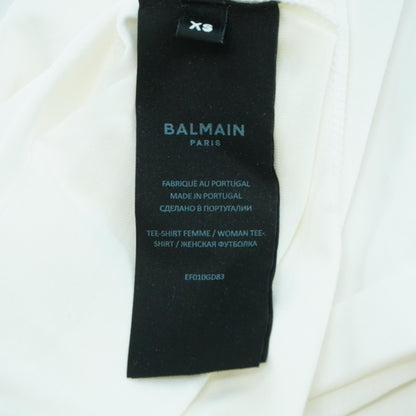 XS
BALMAIN
PARIS
FABRIQUE AU PORTUGAL
MADE IN PORTUGAL
СДЕЛАНО В ПОРТУГАЛИИ
TEE-SHIRT FEMME / WOMAN TEE-
SHIRT / ЖЕНСКАЯ ФУТБОЛКА
EF010GD83